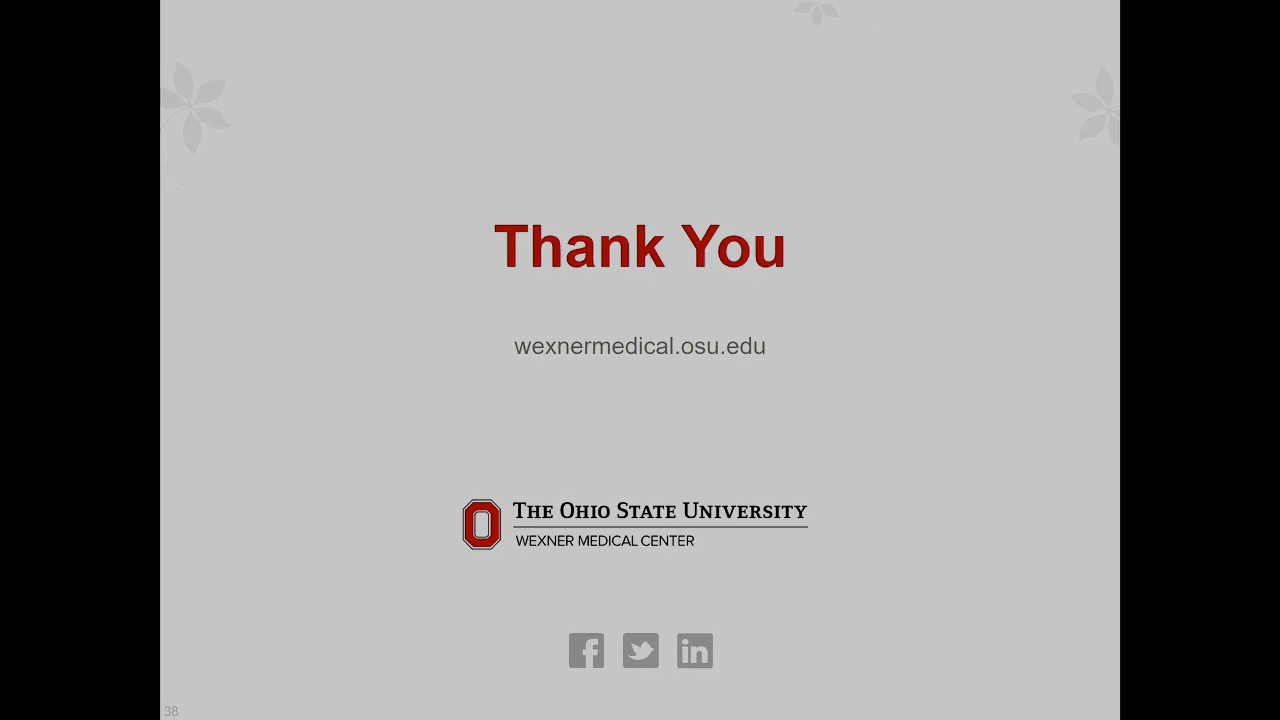 Thank You
wexnermedical.osu.edu
THE OHIO STATE UNIVERSITY
WEXNER MEDICAL CENTER
38